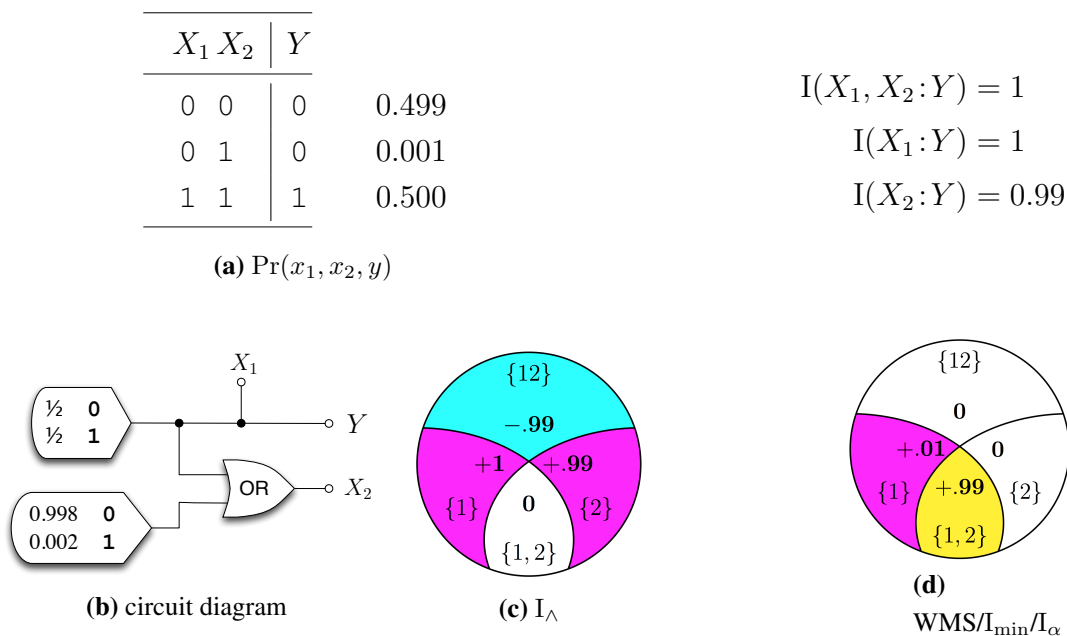 X₁ X₂ Y
0 0 0 0.499
0 1 0 0.001
1 1 1 0.500
(a) Pr(x₁, x₂, y)
I(X₁, X₂ : Y) = 1
I(X₁ : Y) = 1
I(X₂ : Y) = 0.99
½ 0
½ 1
X₁
Y
OR
X₂
0.998 0
0.002 1
(b) circuit diagram
{12}
−.99
+1 +.99
{1} 0 {2}
{1, 2}
(c) I∧
{12}
0
+.01 0
{1} +.99 {2}
{1, 2}
(d)
WMS/Imin/Iα